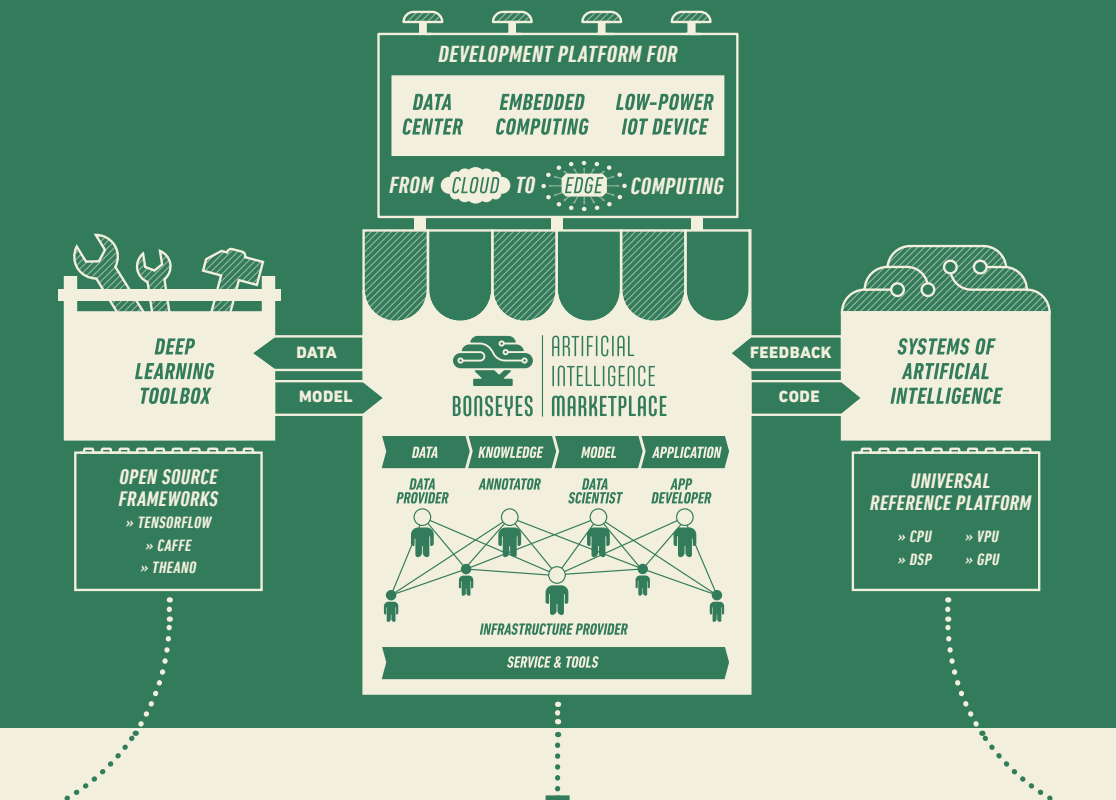 DEVELOPMENT PLATFORM FOR
DATA
CENTER
EMBEDDED
COMPUTING
LOW-POWER
IOT DEVICE
FROM CLOUD TO EDGE COMPUTING
DEEP
LEARNING
TOOLBOX
DATA
MODEL
BONSEYES
ARTIFICIAL
INTELLIGENCE
MARKETPLACE
FEEDBACK
CODE
SYSTEMS OF
ARTIFICIAL
INTELLIGENCE
OPEN SOURCE
FRAMEWORKS
» TENSORFLOW
» CAFFE
» THEANO
DATA KNOWLEDGE MODEL APPLICATION
DATA
PROVIDER
ANNOTATOR
DATA
SCIENTIST
APP
DEVELOPER
INFRASTRUCTURE PROVIDER
SERVICE & TOOLS
UNIVERSAL
REFERENCE PLATFORM
» CPU » VPU
» DSP » GPU